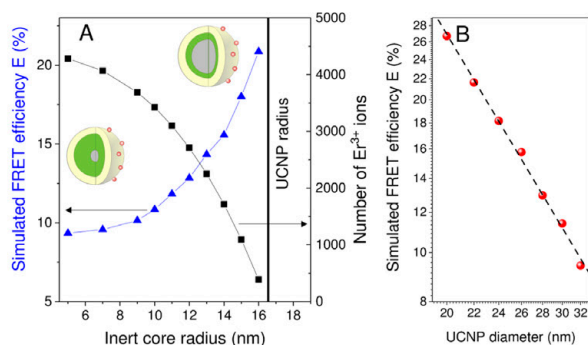 A
Simulated FRET efficiency E (%)
20
15
10
5
4 6 8 10 12 14 16 18
Inert core radius (nm)
UCNP radius
5000
4000
3000
2000
1000
0
Number of Er³⁺ ions
B
Simulated FRET efficiency E (%)
28
26
24
22
20
18
16
14
12
10
8
20 22 24 26 28 30 32
UCNP diameter (nm)